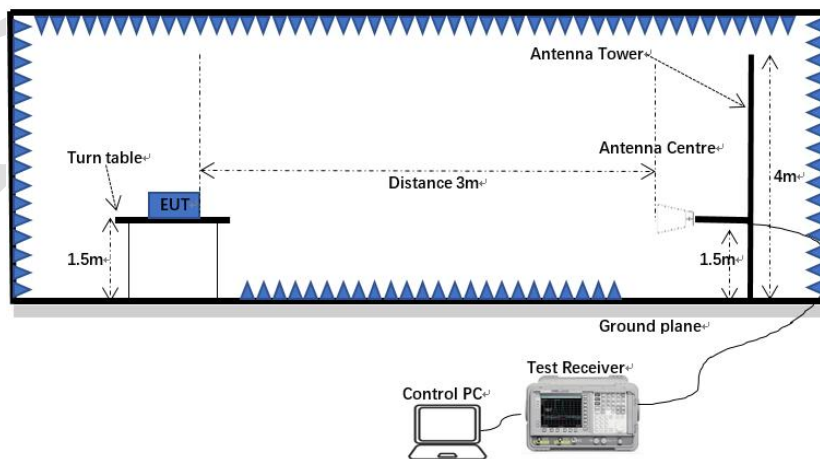 Antenna Tower↵
Turn table↵
Antenna Centre↵
Distance 3m↵
4m↵
EUT↵
1.5m↵
1.5m↵
Ground plane↵
Test Receiver↵
Control PC↵